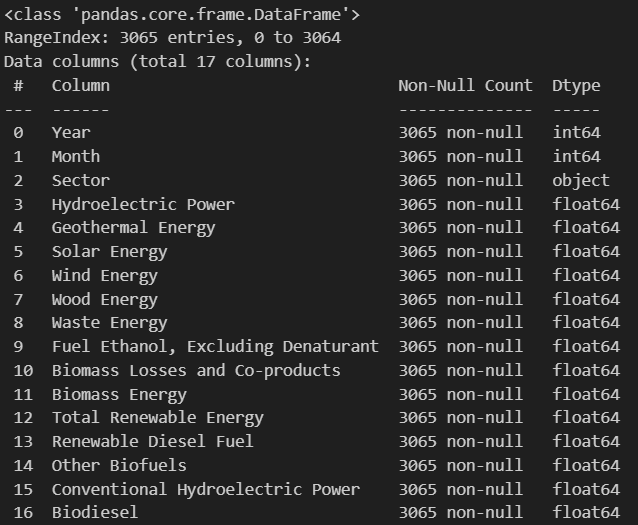 <class 'pandas.core.frame.DataFrame'>
RangeIndex: 3065 entries, 0 to 3064
Data columns (total 17 columns):
 #   Column                           Non-Null Count  Dtype
---  ------                           --------------  -----
 0   Year                             3065 non-null   int64
 1   Month                            3065 non-null   int64
 2   Sector                           3065 non-null   object
 3   Hydroelectric Power              3065 non-null   float64
 4   Geothermal Energy                3065 non-null   float64
 5   Solar Energy                     3065 non-null   float64
 6   Wind Energy                      3065 non-null   float64
 7   Wood Energy                      3065 non-null   float64
 8   Waste Energy                     3065 non-null   float64
 9   Fuel Ethanol, Excluding Denaturant  3065 non-null   float64
 10  Biomass Losses and Co-products   3065 non-null   float64
 11  Biomass Energy                   3065 non-null   float64
 12  Total Renewable Energy           3065 non-null   float64
 13  Renewable Diesel Fuel            3065 non-null   float64
 14  Other Biofuels                   3065 non-null   float64
 15  Conventional Hydroelectric Power  3065 non-null   float64
 16  Biodiesel                        3065 non-null   float64